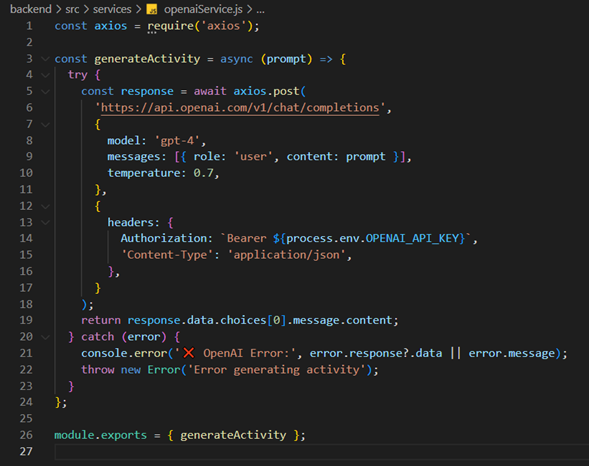 backend > src > services > JS openaiService.js > ...
1 const axios = require('axios');
2
3 const generateActivity = async (prompt) => {
4 try {
5 const response = await axios.post(
6 'https://api.openai.com/v1/chat/completions',
7 {
8 model: 'gpt-4',
9 messages: [{ role: 'user', content: prompt }],
10 temperature: 0.7,
11 },
12 {
13 headers: {
14 Authorization: `Bearer ${process.env.OPENAI_API_KEY}`,
15 'Content-Type': 'application/json',
16 },
17 }
18 );
19 return response.data.choices[0].message.content;
20 } catch (error) {
21 console.error('❌ OpenAI Error:', error.response?.data || error.message);
22 throw new Error('Error generating activity');
23 }
24 };
25
26 module.exports = { generateActivity };
27